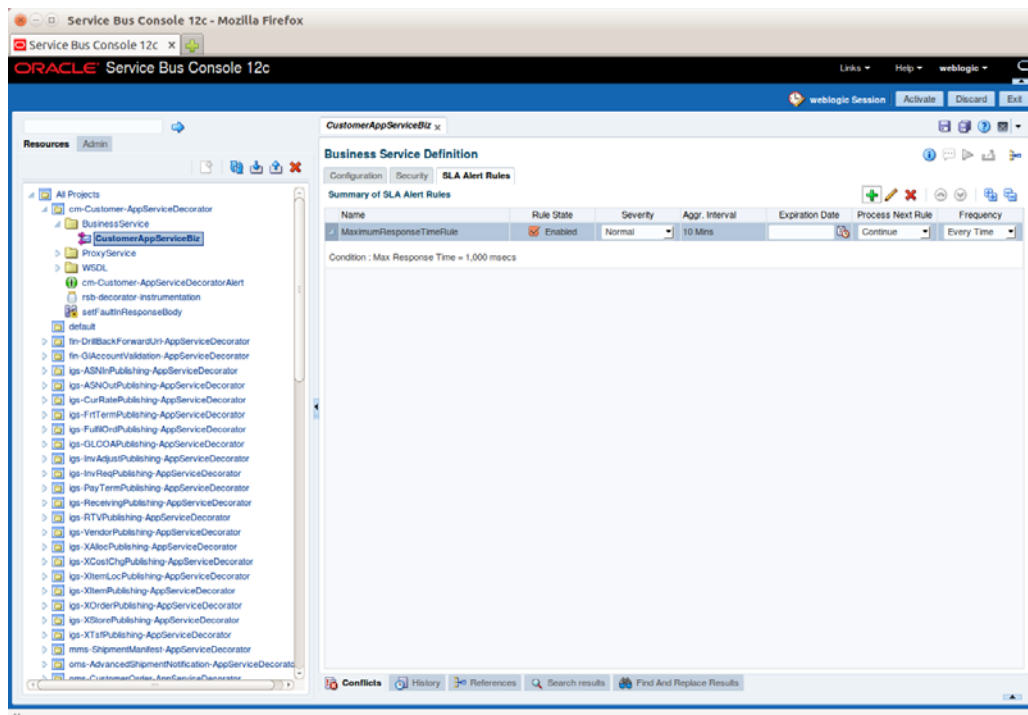 Service Bus Console 12c - Mozilla Firefox
Service Bus Console 12c
ORACLE Service Bus Console 12c
Links Help weblogic
weblogic Session Activate Discard Exit
CustomerAppServiceBiz
Resources Admin
Business Service Definition
Configuration Security SLA Alert Rules
Summary of SLA Alert Rules
Name Rule State Severity Aggr. Interval Expiration Date Process Next Rule Frequency
MaximumResponseTimeRule Enabled Normal 10 Mins Continue Every Time
Condition : Max Response Time = 1,000 msecs
All Projects
cm-Customer-AppServiceDecorator
BusinessService
CustomerAppServiceBiz
ProxyService
WSDL
cm-Customer-AppServiceDecoratorAlert
rsb-decorator-instrumentation
setFaultInResponseBody
default
fin-DrillBackForwardUrl-AppServiceDecorator
fin-GlAccountValidation-AppServiceDecorator
igs-ASNInPublishing-AppServiceDecorator
igs-ASNOutPublishing-AppServiceDecorator
igs-CurRatePublishing-AppServiceDecorator
igs-FrtTermPublishing-AppServiceDecorator
igs-FulfilOrdPublishing-AppServiceDecorator
igs-GLCOAPublishing-AppServiceDecorator
igs-InvAdjustPublishing-AppServiceDecorator
igs-InvReqPublishing-AppServiceDecorator
igs-PayTermPublishing-AppServiceDecorator
igs-ReceivingPublishing-AppServiceDecorator
igs-RTVPublishing-AppServiceDecorator
igs-VendorPublishing-AppServiceDecorator
igs-XAllocPublishing-AppServiceDecorator
igs-XCostChgPublishing-AppServiceDecorator
igs-XItemLocPublishing-AppServiceDecorator
igs-XItemPublishing-AppServiceDecorator
igs-XOrderPublishing-AppServiceDecorator
igs-XStorePublishing-AppServiceDecorator
igs-XTsfPublishing-AppServiceDecorator
mms-ShipmentManifest-AppServiceDecorator
oms-AdvancedShipmentNotification-AppServiceDecorato
oms-CustomerOrder-AppServiceDecorator
Conflicts History References Search results Find And Replace Results